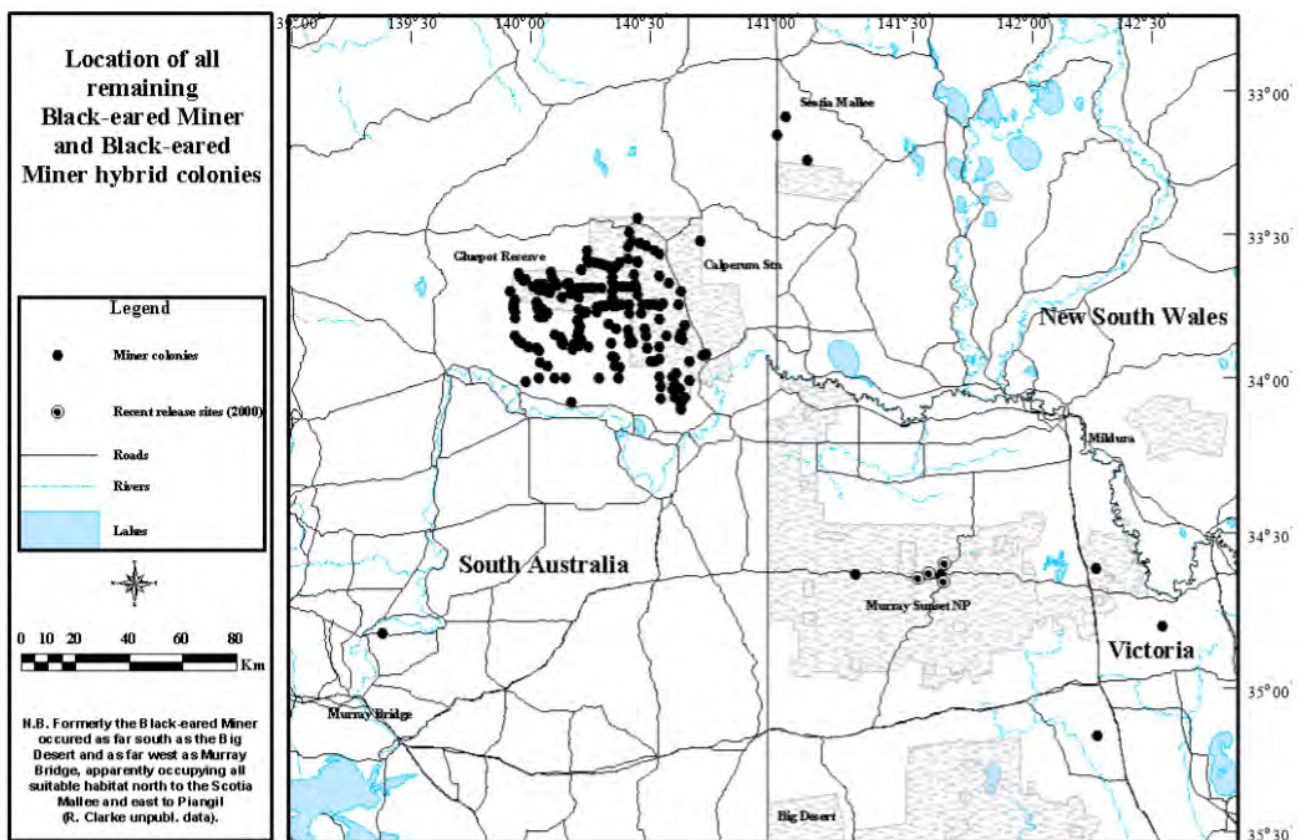 Location of all
remaining
Black-eared Miner
and Black-eared
Miner hybrid colonies
Legend
Miner colonies
Recent release sites (2000)
Roads
Rivers
Lakes
0 10 20 40 60 80
Km
N.B. Formerly the Black-eared Miner
occured as far south as the Big
Desert and as far west as Murray
Bridge, apparently occupying all
suitable habitat north to the Scotia
Mallee and east to Piangil
(R. Clarke unpubl. data).
139°00' 139°30' 140°00' 140°30' 141°00' 141°30' 142°00' 142°30'
33°00'
33°30'
34°00'
34°30'
35°00'
35°30'
Scotia Mallee
Gluepot Reserve
Calperum Stn
New South Wales
Mildura
South Australia
Murray Sunset NP
Victoria
Murray Bridge
Big Desert